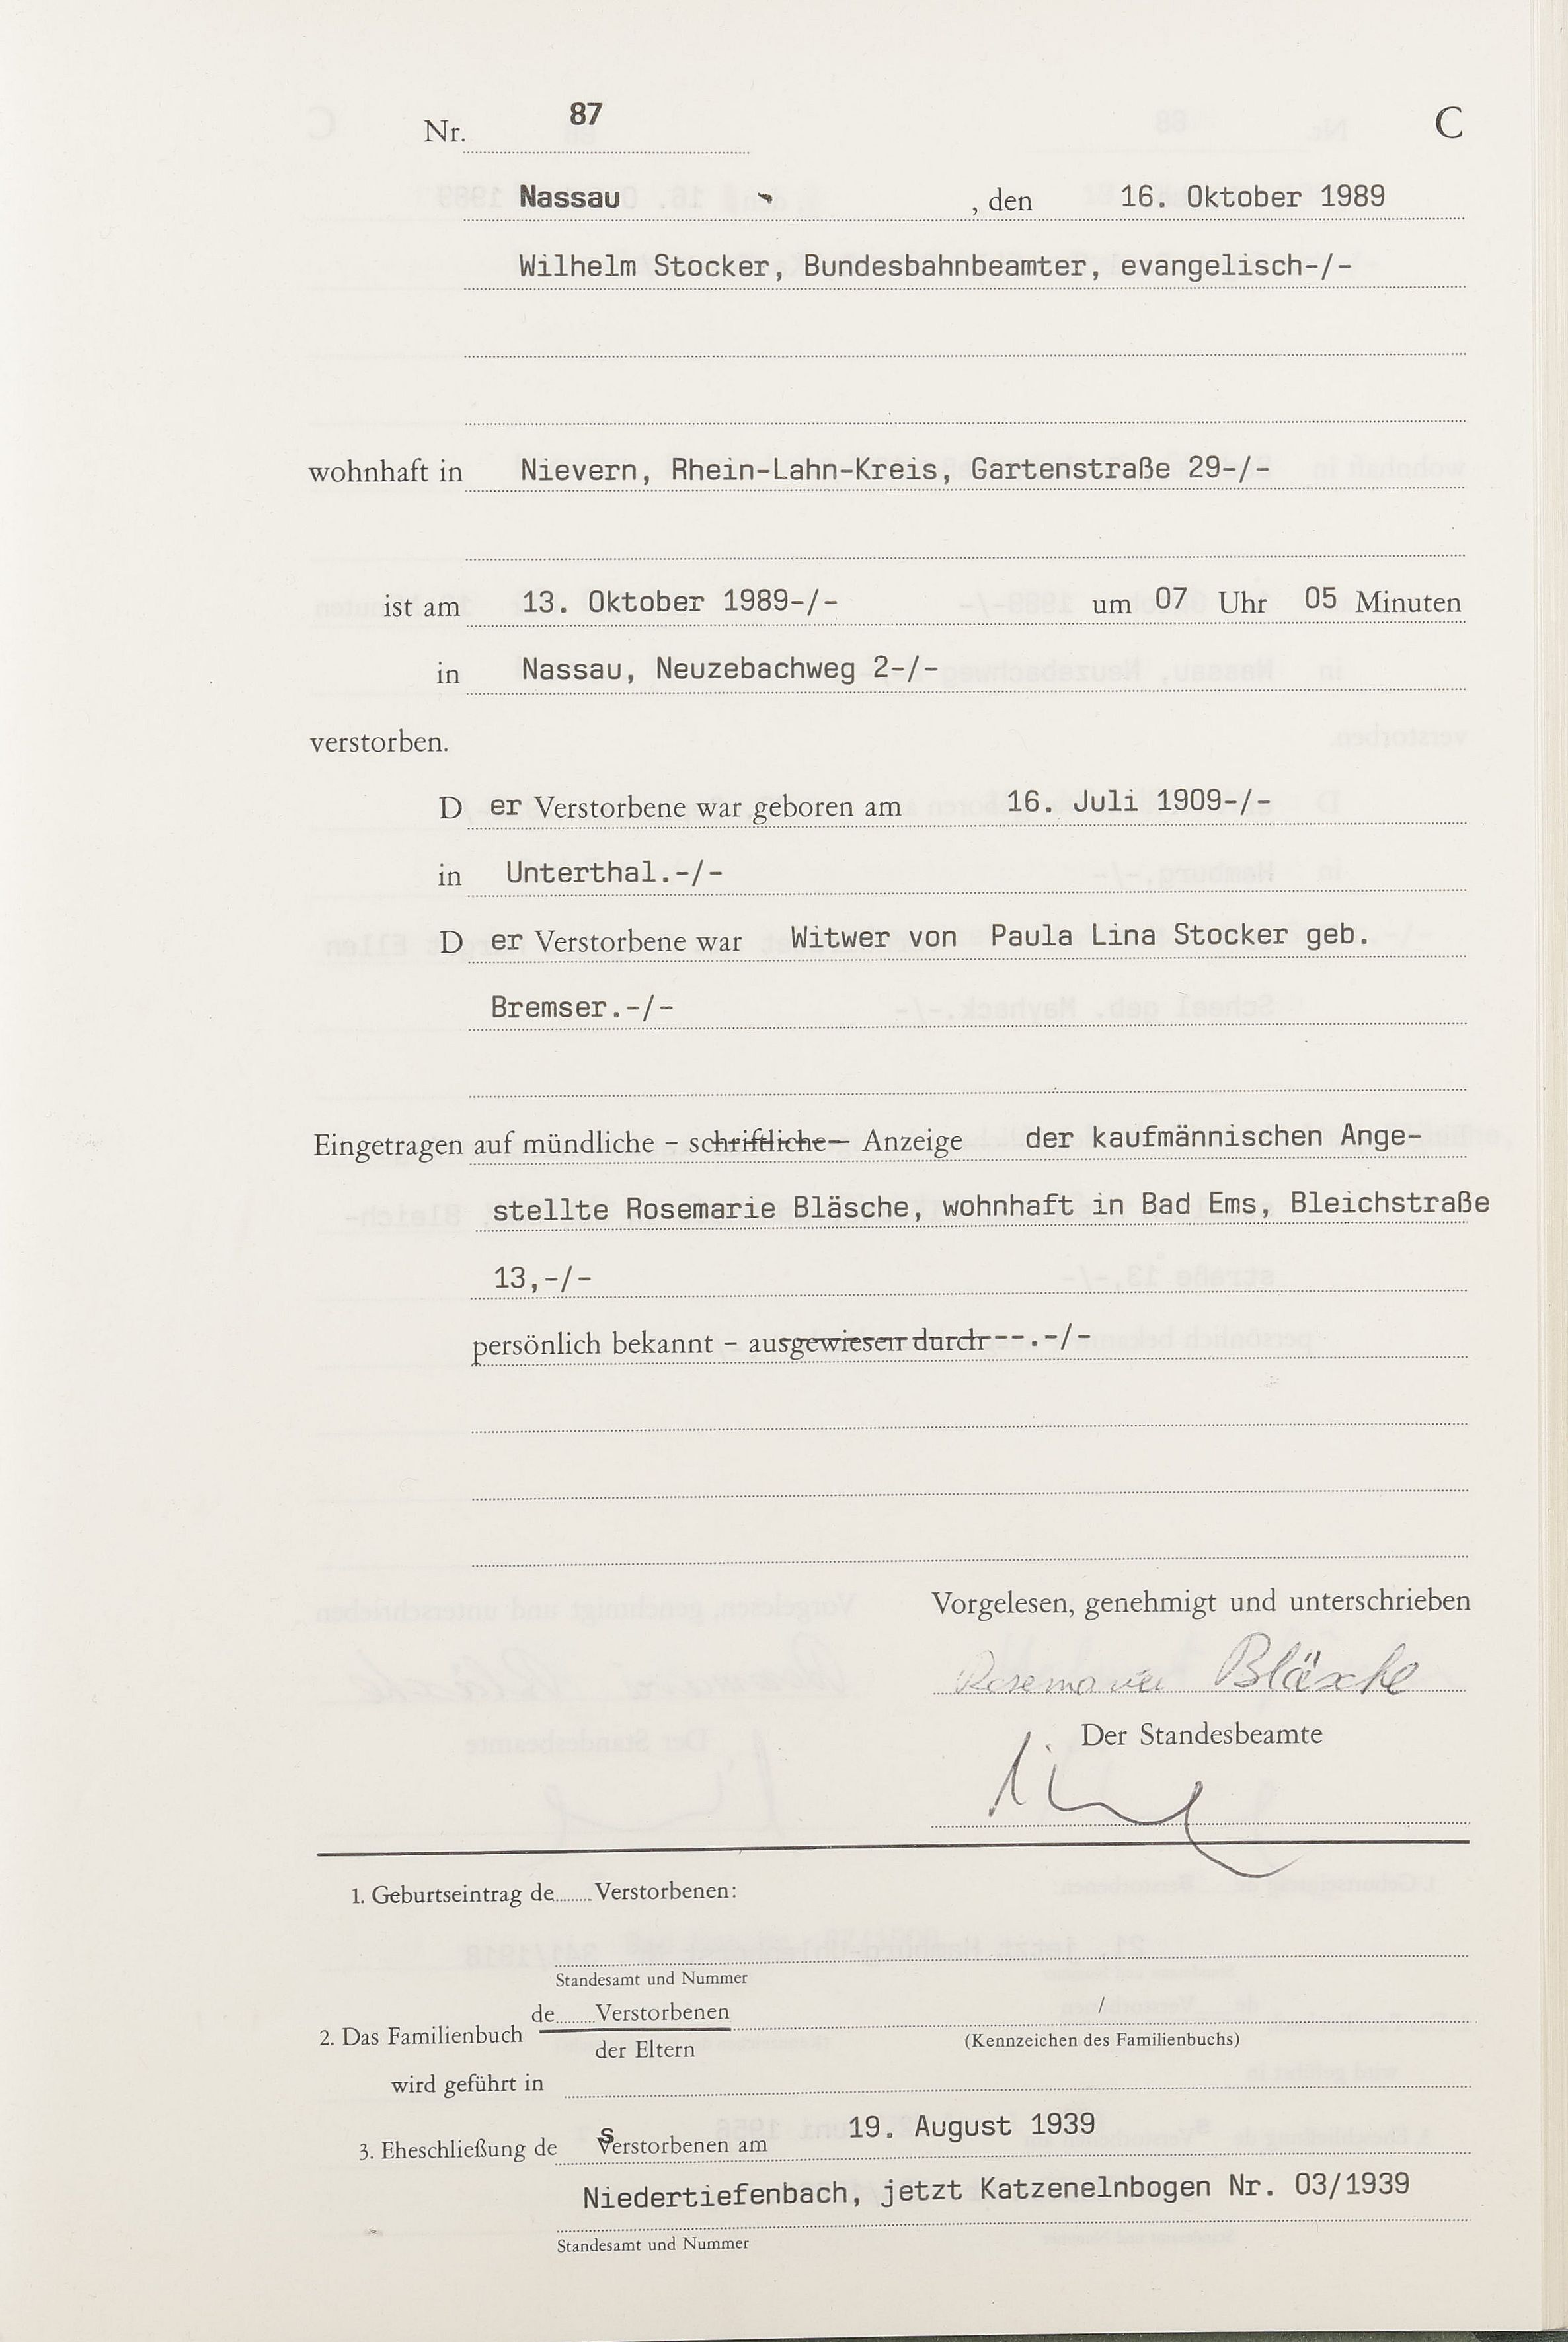 Nr. 87 C
Nassau , den 16. Oktober 1989
Wilhelm Stocker, Bundesbahnbeamter, evangelisch-/-
wohnhaft in Nievern, Rhein-Lahn-Kreis, Gartenstraße 29-/-
ist am 13. Oktober 1989-/- um 07 Uhr 05 Minuten
in Nassau, Neuzebachweg 2-/-
verstorben.
D er Verstorbene war geboren am 16. Juli 1909-/-
in Unterthal.-/-
D er Verstorbene war Witwer von Paula Lina Stocker geb.
Bremser.-/-
Eingetragen auf mündliche – schriftliche – Anzeige der kaufmännischen Ange-
stellte Rosemarie Bläsche, wohnhaft in Bad Ems, Bleichstraße
13,-/-
persönlich bekannt – ausgewiesen durch --.-/-
Vorgelesen, genehmigt und unterschrieben
Rosemarie Bläsche
Der Standesbeamte
1. Geburtseintrag de........Verstorbenen:
Standesamt und Nummer
de........Verstorbenen /
2. Das Familienbuch
der Eltern (Kennzeichen des Familienbuchs)
wird geführt in
3. Eheschließung de s Verstorbenen am 19. August 1939
Niedertiefenbach, jetzt Katzenelnbogen Nr. 03/1939
Standesamt und Nummer